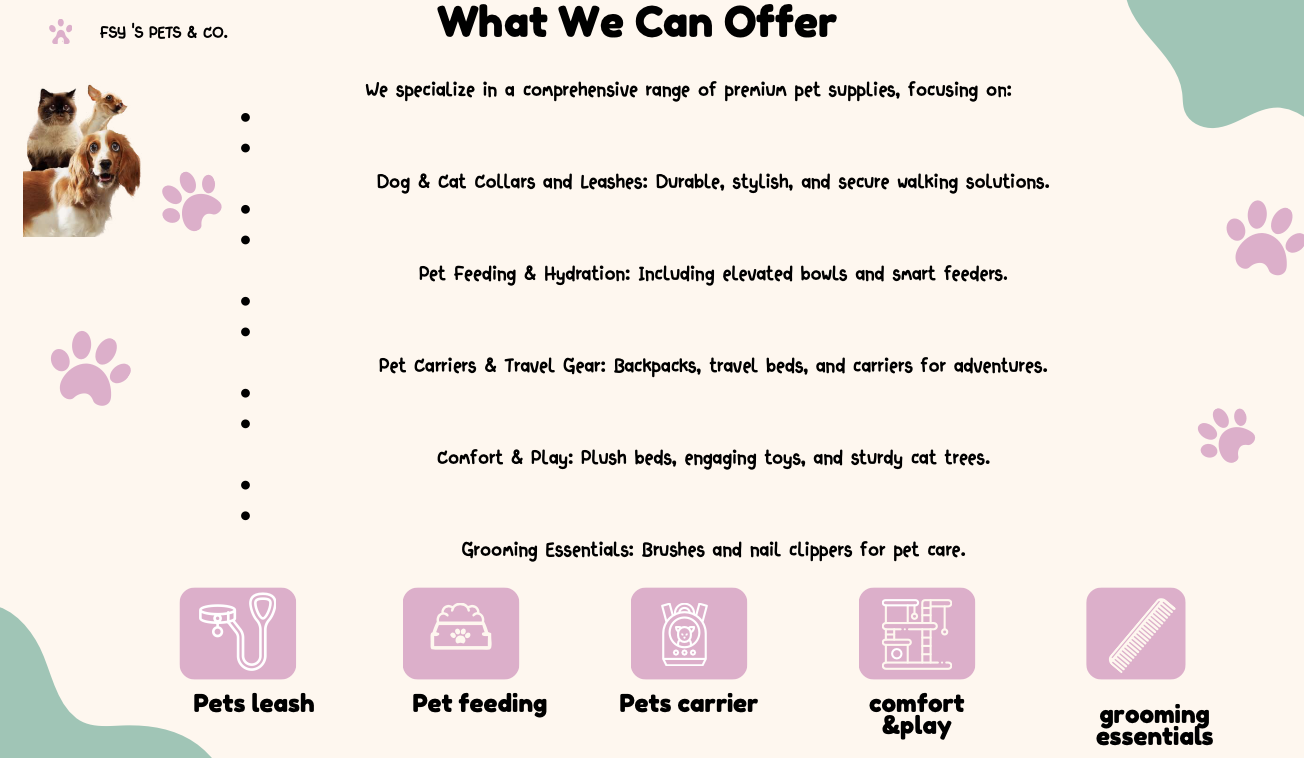 FSY 'S PETS & CO.
What We Can Offer
We specialize in a comprehensive range of premium pet supplies, focusing on:
Dog & Cat Collars and Leashes: Durable, stylish, and secure walking solutions.
Pet Feeding & Hydration: Including elevated bowls and smart feeders.
Pet Carriers & Travel Gear: Backpacks, travel beds, and carriers for adventures.
Comfort & Play: Plush beds, engaging toys, and sturdy cat trees.
Grooming Essentials: Brushes and nail clippers for pet care.
Pets leash
Pet feeding
Pets carrier
comfort
&play
grooming
essentials